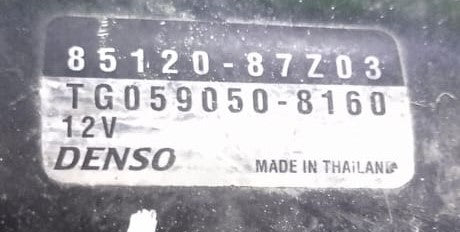 85120-87Z03
TG059050-8160
12V
DENSO MADE IN THAILAND